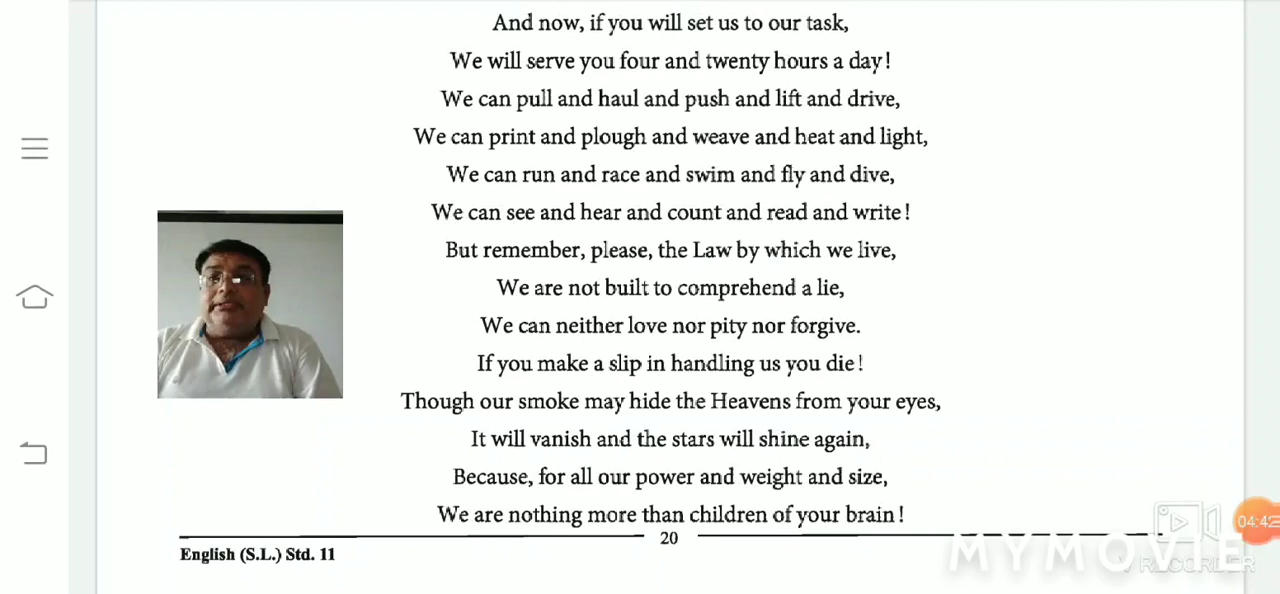 And now, if you will set us to our task,
We will serve you four and twenty hours a day!
We can pull and haul and push and lift and drive,
We can print and plough and weave and heat and light,
We can run and race and swim and fly and dive,
We can see and hear and count and read and write!
But remember, please, the Law by which we live,
We are not built to comprehend a lie,
We can neither love nor pity nor forgive.
If you make a slip in handling us you die!
Though our smoke may hide the Heavens from your eyes,
It will vanish and the stars will shine again,
Because, for all our power and weight and size,
We are nothing more than children of your brain!
20
English (S.L.) Std. 11
04:42
MYMOVIE
V RECORDER